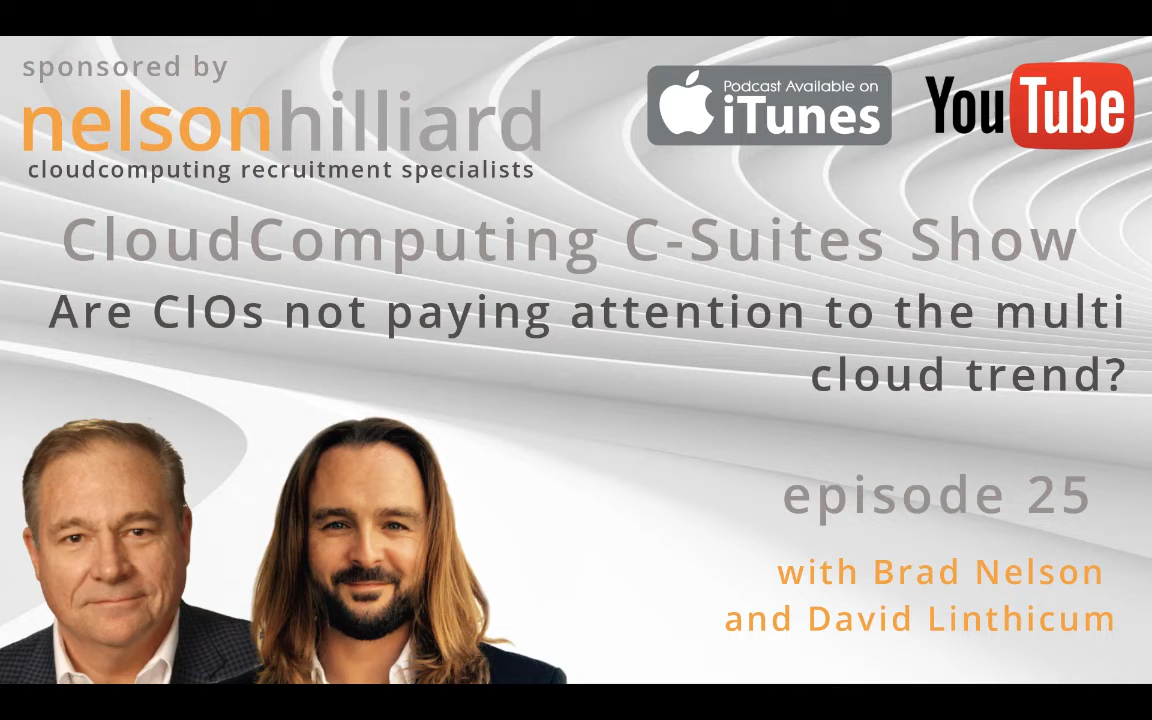 sponsored by
nelsonhilliard
cloudcomputing recruitment specialists
Podcast Available on
iTunes
YouTube
CloudComputing C-Suites Show
Are CIOs not paying attention to the multi
cloud trend?
episode 25
with Brad Nelson
and David Linthicum